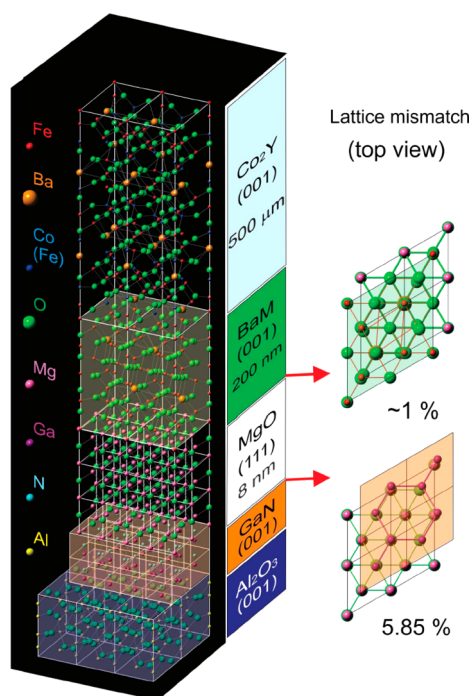 Fe
Ba
Co
(Fe)
O
Mg
Ga
N
Al
Co₂Y
(001)
500 μm
BaM
(001)
200 nm
MgO
(111)
8 nm
GaN
(001)
Al₂O₃
(001)
Lattice mismatch
(top view)
~1 %
5.85 %